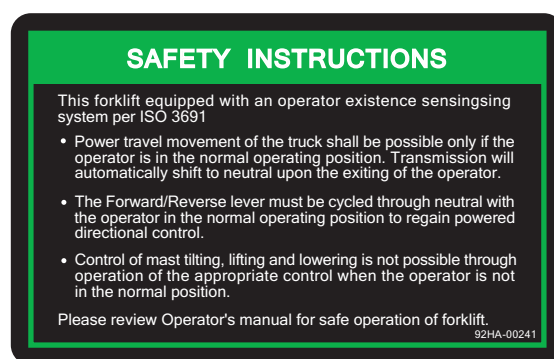 SAFETY INSTRUCTIONS
This forklift equipped with an operator existence sensingsing
system per ISO 3691
• Power travel movement of the truck shall be possible only if the
operator is in the normal operating position. Transmission will
automatically shift to neutral upon the exiting of the operator.
• The Forward/Reverse lever must be cycled through neutral with
the operator in the normal operating position to regain powered
directional control.
• Control of mast tilting, lifting and lowering is not possible through
operation of the appropriate control when the operator is not
in the normal position.
Please review Operator's manual for safe operation of forklift.
92HA-00241